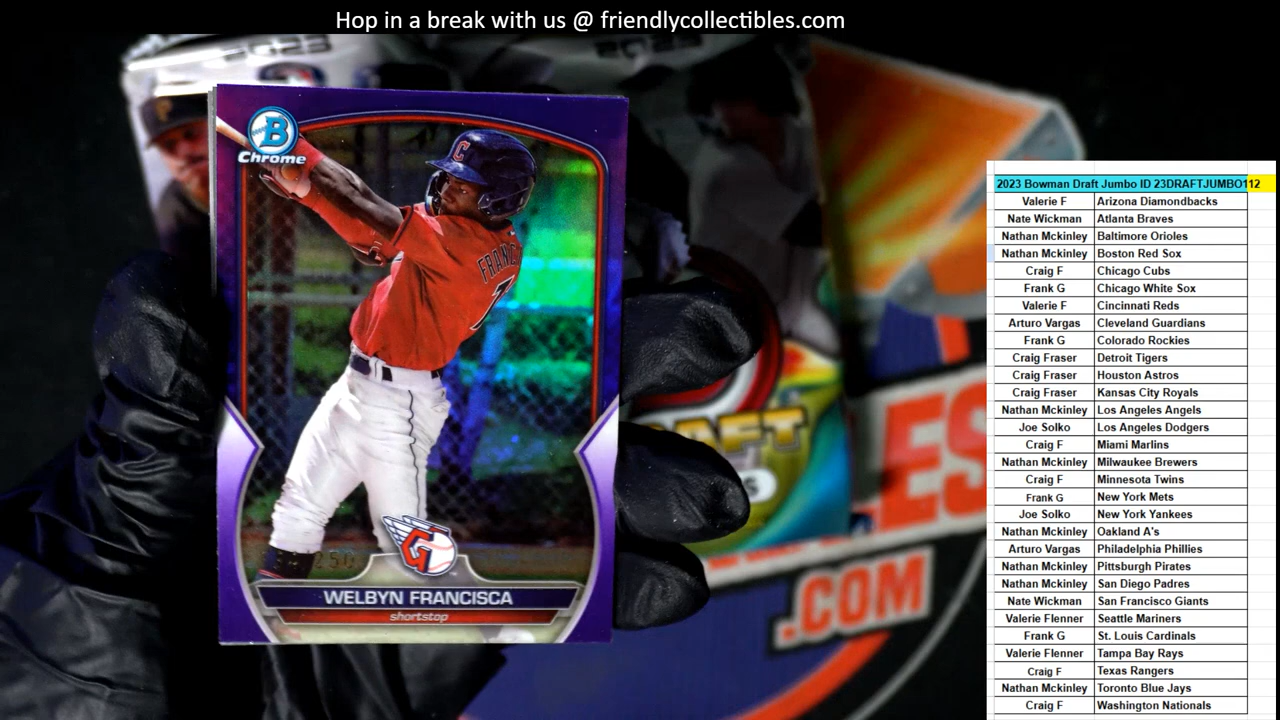 Hop in a break with us @ friendlycollectibles.com
2023
B
Chrome
C
FRANC
1
250
G
WELBYN FRANCISCA
shortstop
AFT
ES
.COM
2023 Bowman Draft Jumbo ID 23DRAFTJUMBO112
Valerie F Arizona Diamondbacks
Nate Wickman Atlanta Braves
Nathan Mckinley Baltimore Orioles
Nathan Mckinley Boston Red Sox
Craig F Chicago Cubs
Frank G Chicago White Sox
Valerie F Cincinnati Reds
Arturo Vargas Cleveland Guardians
Frank G Colorado Rockies
Craig Fraser Detroit Tigers
Craig Fraser Houston Astros
Craig Fraser Kansas City Royals
Nathan Mckinley Los Angeles Angels
Joe Solko Los Angeles Dodgers
Craig F Miami Marlins
Nathan Mckinley Milwaukee Brewers
Craig F Minnesota Twins
Frank G New York Mets
Joe Solko New York Yankees
Nathan Mckinley Oakland A's
Arturo Vargas Philadelphia Phillies
Nathan Mckinley Pittsburgh Pirates
Nathan Mckinley San Diego Padres
Nate Wickman San Francisco Giants
Valerie Flenner Seattle Mariners
Frank G St. Louis Cardinals
Valerie Flenner Tampa Bay Rays
Craig F Texas Rangers
Nathan Mckinley Toronto Blue Jays
Craig F Washington Nationals